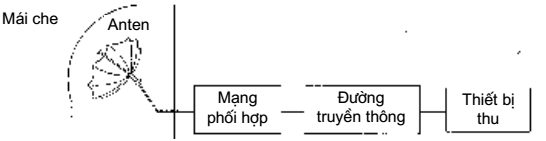 Mái che
Anten
Mạng
phối hợp
Đường
truyền thông
Thiết bị
thu